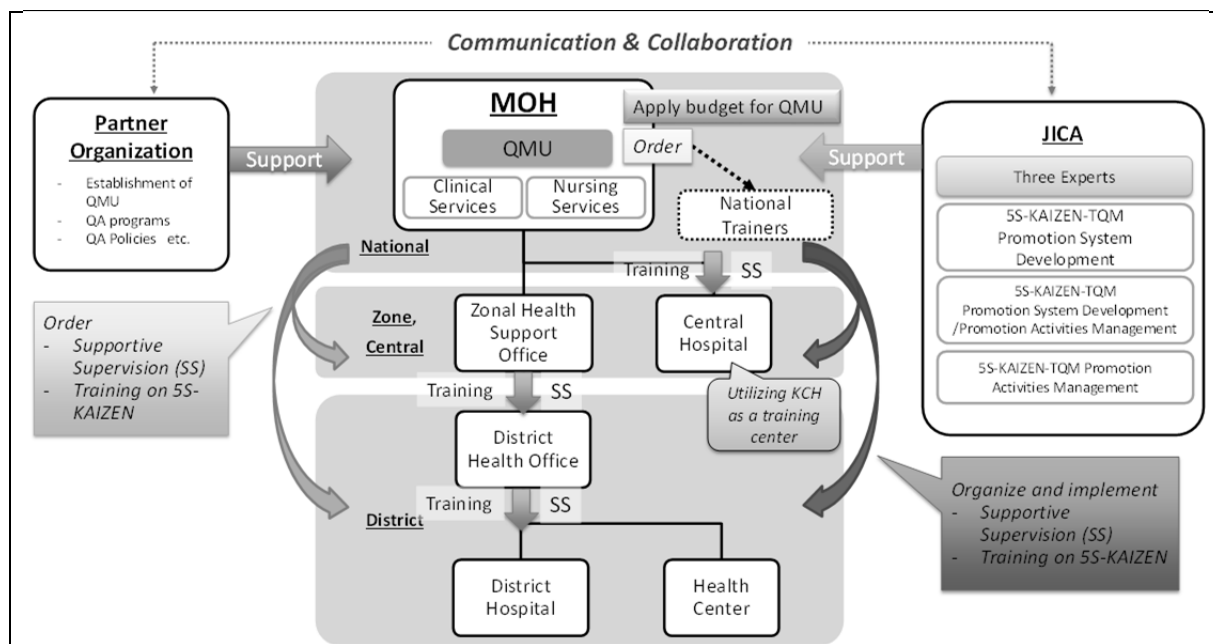 Communication & Collaboration
Partner
Organization
- Establishment of
QMU
- QA programs
- QA Policies etc.
Support
MOH
QMU
Clinical
Services
Nursing
Services
Apply budget for QMU
Order
National
Trainers
National
Support
JICA
Three Experts
5S-KAIZEN-TQM
Promotion System
Development
5S-KAIZEN-TQM
Promotion System Development
/Promotion Activities Management
5S-KAIZEN-TQM Promotion
Activities Management
Training
SS
Order
- Supportive
Supervision (SS)
- Training on 5S-
KAIZEN
Zone,
Central
Zonal Health
Support
Office
Central
Hospital
Utilizing KCH
as a training
center
Training
SS
District
Health Office
Training
SS
District
District
Hospital
Health
Center
Organize and implement
- Supportive
Supervision (SS)
- Training on 5S-KAIZEN